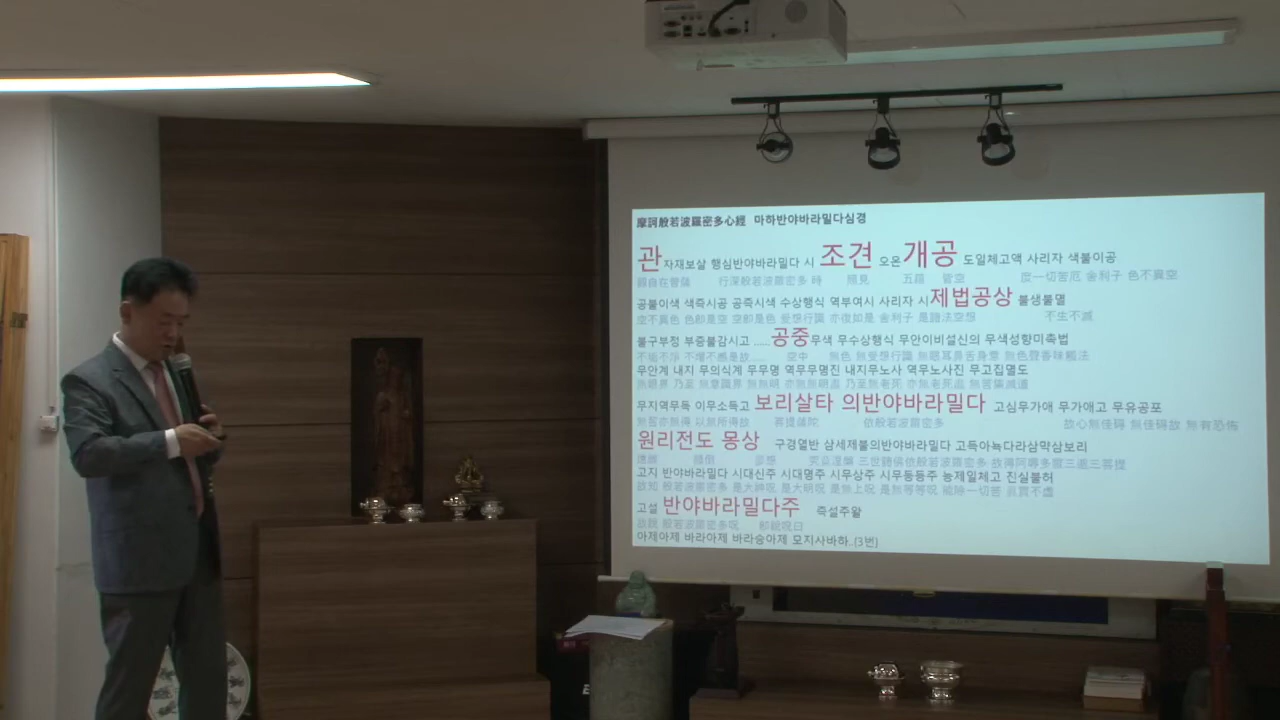 摩訶般若波羅密多心經 마하반야바라밀다심경
관자재보살 행심반야바라밀다 시 조견 오온 개공 도일체고액 사리자 색불이공
觀自在菩薩 行深般若波羅密多 時 照見 五蘊 皆空 度一切苦厄 舍利子 色不異空
공불이색 색즉시공 공즉시색 수상행식 역부여시 사리자 시제법공상 불생불멸
空不異色 色卽是空 空卽是色 受想行識 亦復如是 舍利子 是諸法空想 不生不滅
불구부정 부증불감시고 ...... 공중무색 무수상행식 무안이비설신의 무색성향미촉법
不垢不淨 不增不感是故...... 空中 無色 無受想行識 無眼耳鼻舌身意 無色聲香味觸法
무안계 내지 무의식계 무무명 역무무명진 내지무노사 역무노사진 무고집멸도
無眼界 乃至 無意識界 無無明 亦無無明盡 乃至無老死 亦無老死盡 無苦集滅道
무지역무득 이무소득고 보리살타 의반야바라밀다 고심무가애 무가애고 무유공포
無智亦無得 以無所得故 菩提薩陀 依般若波羅密多 故心無 無 無有恐怖
원리전도 몽상 구경열반 삼세제불의반야바라밀다 고득아뇩다라삼먁삼보리
遠離 顚倒 夢想 究竟涅槃 三世諸佛依般若波羅密多 故得阿 多羅三 三菩提
고지 반야바라밀다 시대신주 시대명주 시무상주 시무등등주 능제일체고 진실불허
故知 般若波羅密多 是大神呪 是大明呪 是無上呪 是無等等呪 能除一切苦 眞實不虛
고설 반야바라밀다주 즉설주왈
故說 般若波羅密多呪 卽說呪曰
아제아제 바라아제 바라승아제 모지사바하..(3번)